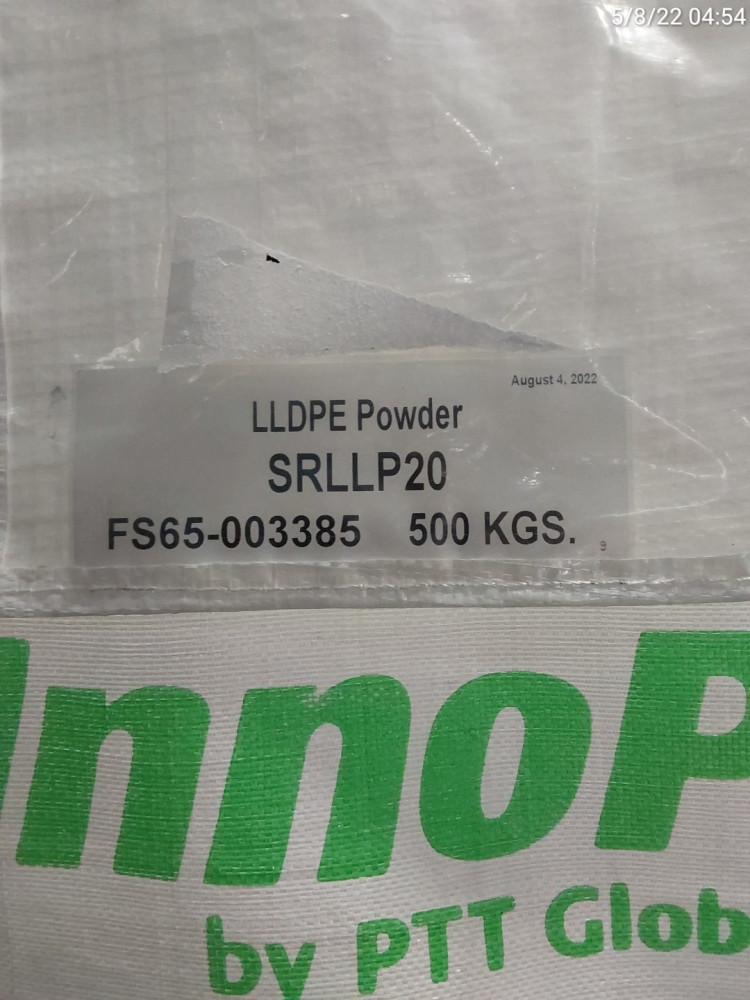 5/8/22 04:54
August 4, 2022
LLDPE Powder
SRLLP20
FS65-003385 500 KGS.
9
InnoP
by PTT Glob